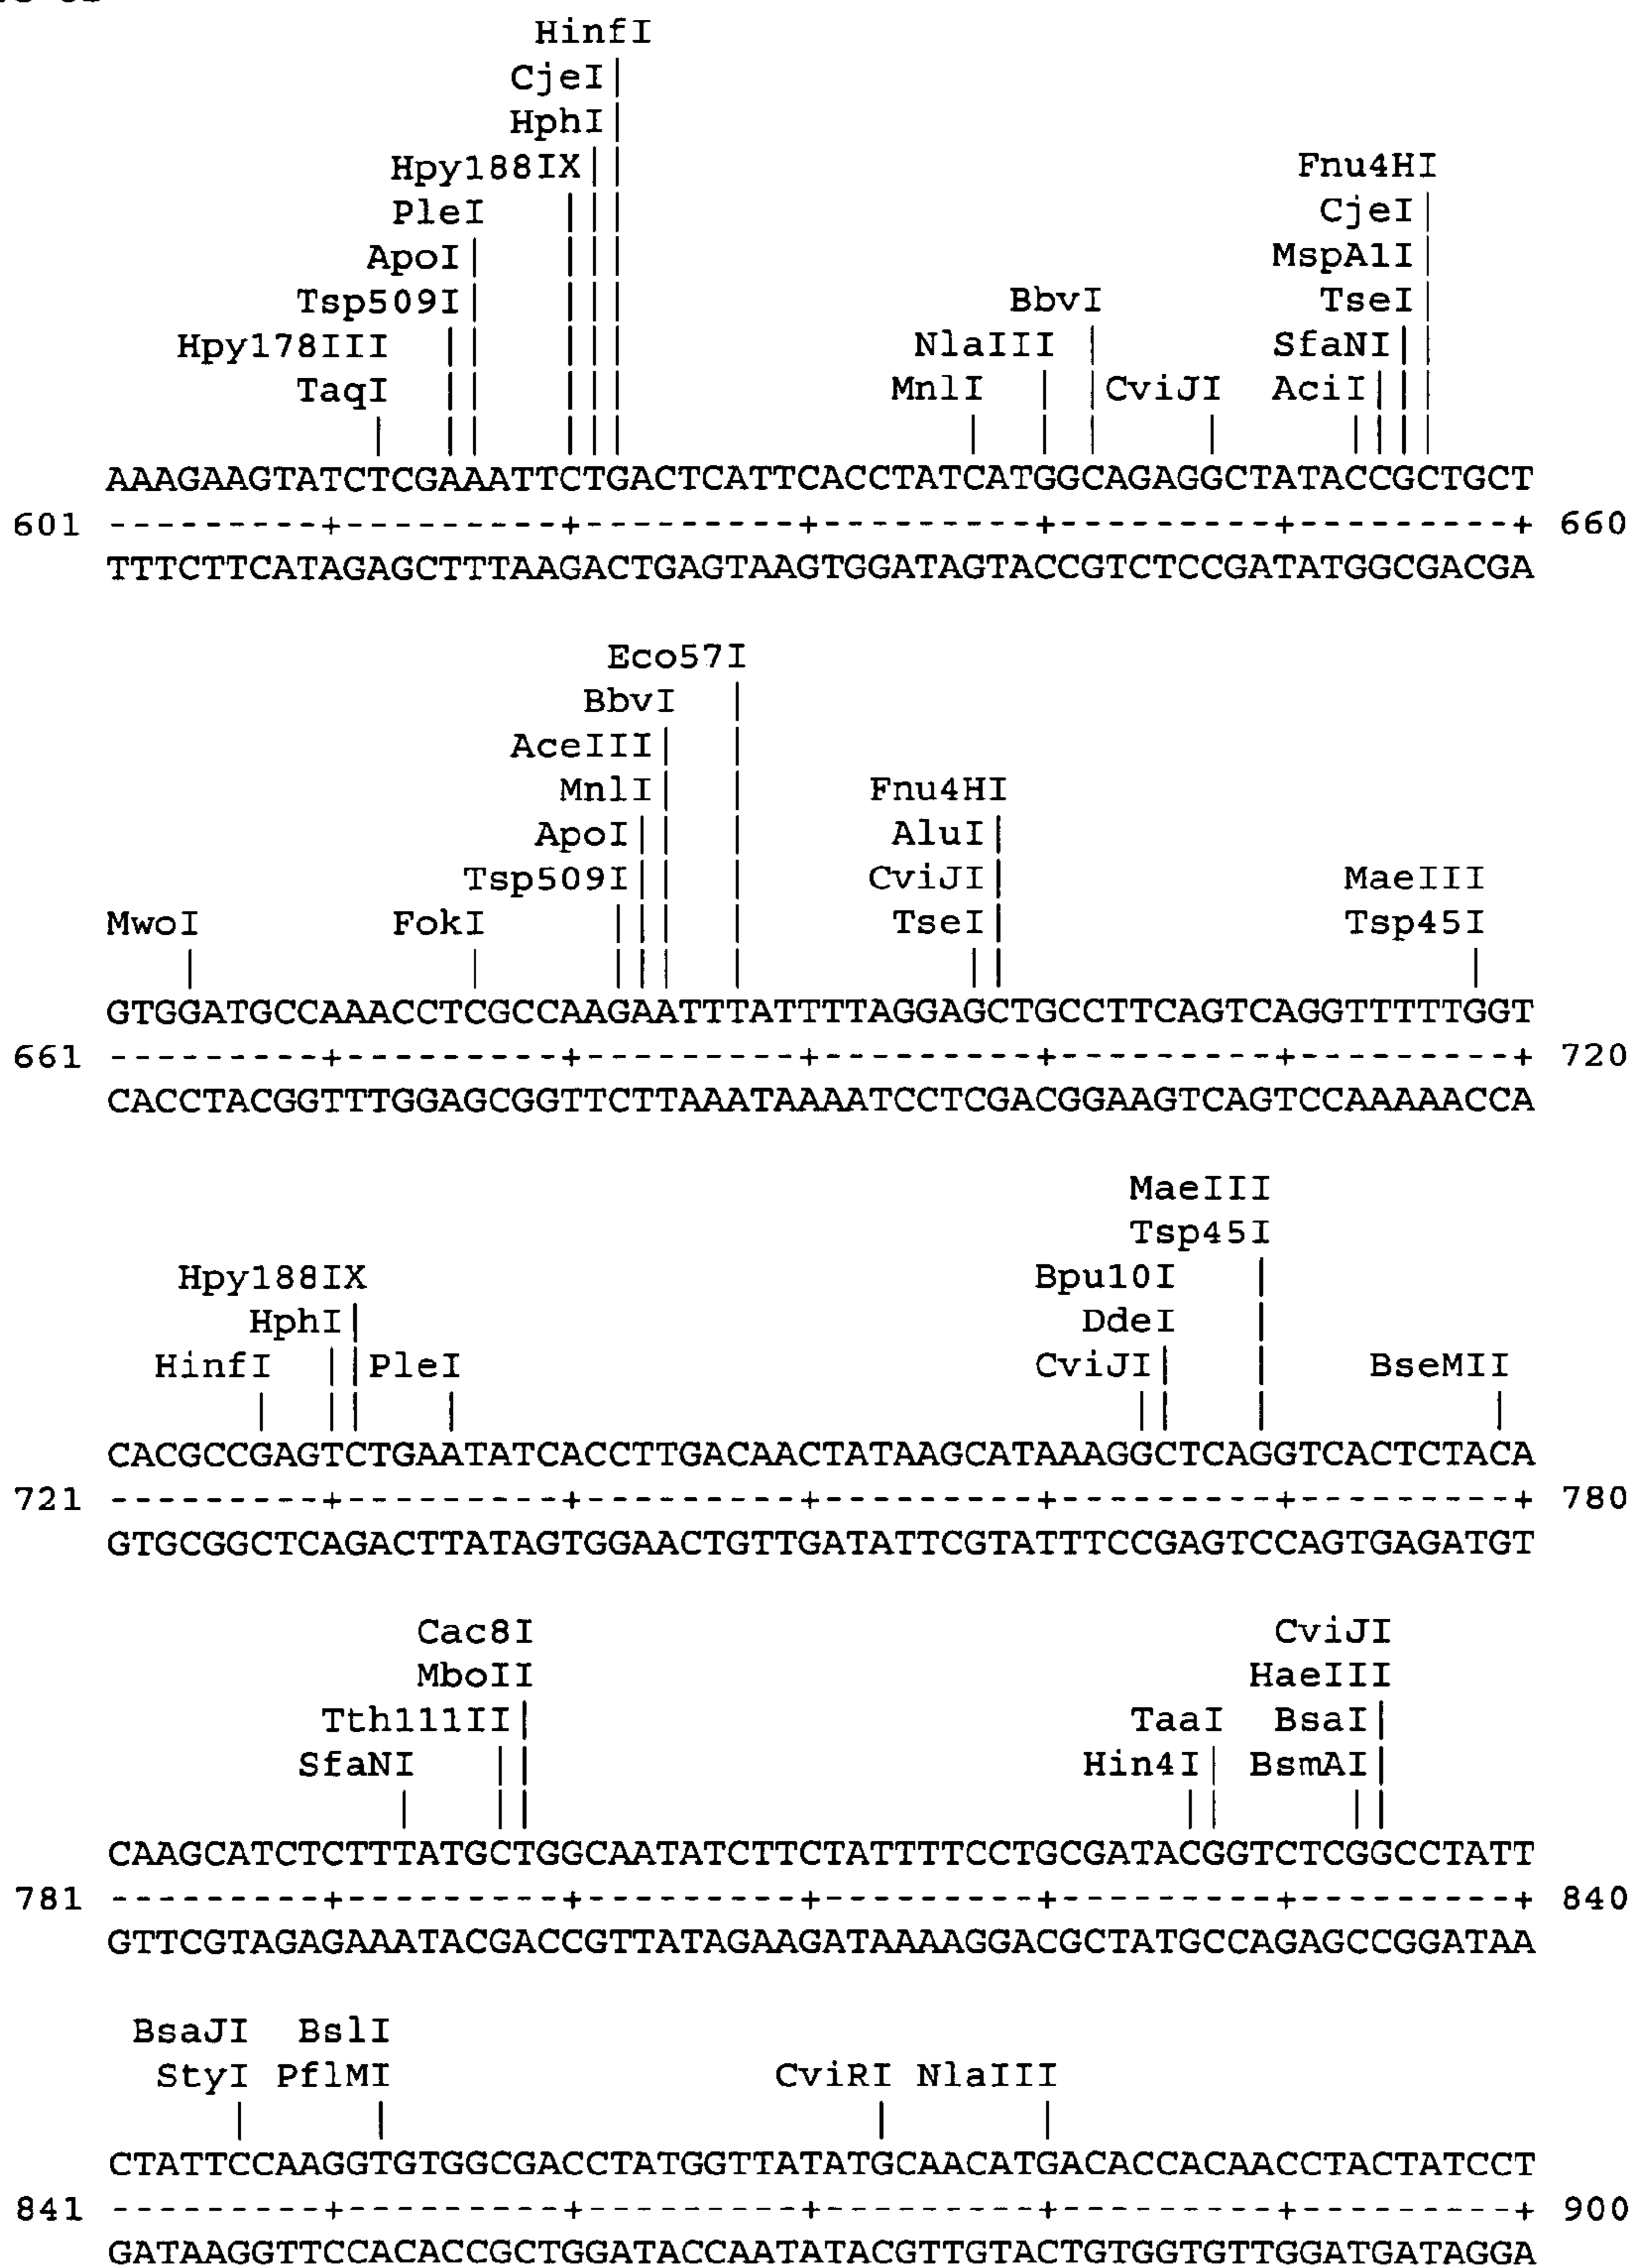 HinfI
CjeI|
HphI|
Hpy188IX||
PleI | ||
ApoI| | ||
Tsp509I| | ||
Hpy178III || | ||
TaqI || | ||
Fnu4HI
CjeI|
MspA1I|
BbvI TseI|
NlaIII | SfaNI||
MnlI | |CviJI AciI|||
AAAGAAGTATCTCGAAATTCTGACTCATTCACCTATCATGGCAGAGGCTATACCGCTGCT
601 ---------+---------+---------+---------+---------+---------+ 660
TTTCTTCATAGAGCTTTAAGACTGAGTAAGTGGATAGTACCGTCTCCGATATGGCGACGA
Eco57I
BbvI |
AceIII| |
MnlI| | Fnu4HI
ApoI|| | AluI|
Tsp509I|| | CviJI| MaeIII
MwoI FokI ||| | TseI| Tsp45I
GTGGATGCCAAACCTCGCCAAGAATTTATTTTAGGAGCTGCCTTCAGTCAGGTTTTTGGT
661 ---------+---------+---------+---------+---------+---------+ 720
CACCTACGGTTTGGAGCGGTTCTTAAATAAAATCCTCGACGGAAGTCAGTCCAAAAACCA
MaeIII
Tsp45I
Hpy188IX Bpu10I |
HphI| DdeI |
HinfI ||PleI CviJI| | BseMII
CACGCCGAGTCTGAATATCACCTTGACAACTATAAGCATAAAGGCTCAGGTCACTCTACA
721 ---------+---------+---------+---------+---------+---------+ 780
GTGCGGCTCAGACTTATAGTGGAACTGTTGATATTCGTATTTCCGAGTCCAGTGAGATGT
Cac8I CviJI
MboII HaeIII
Tth111II| TaaI BsaI|
SfaNI || Hin4I| BsmAI|
CAAGCATCTCTTTATGCTGGCAATATCTTCTATTTTCCTGCGATACGGTCTCGGCCTATT
781 ---------+---------+---------+---------+---------+---------+ 840
GTTCGTAGAGAAATACGACCGTTATAGAAGATAAAAGGACGCTATGCCAGAGCCGGATAA
BsaJI BslI
StyI PflMI CviRI NlaIII
CTATTCCAAGGTGTGGCGACCTATGGTTATATGCAACATGACACCACAACCTACTATCCT
841 ---------+---------+---------+---------+---------+---------+ 900
GATAAGGTTCCACACCGCTGGATACCAATATACGTTGTACTGTGGTGTTGGATGATAGGA